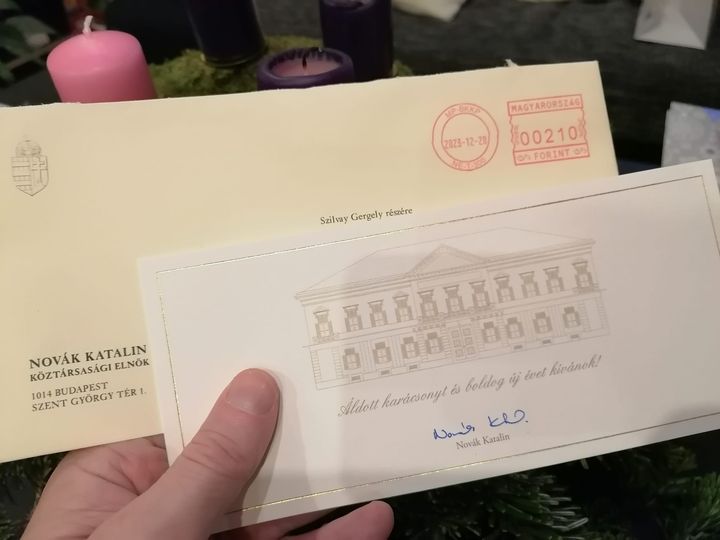 MAGYARORSZÁG
MP-BKKP
2023-12-20
00210
FORINT
Szilvay Gergely részére
NOVÁK KATALIN
KÖZTÁRSASÁGI ELNÖK
1014 BUDAPEST
SZENT GYÖRGY TÉR 1.
Áldott karácsonyt és boldog új évet kívánok!
Novák Katalin